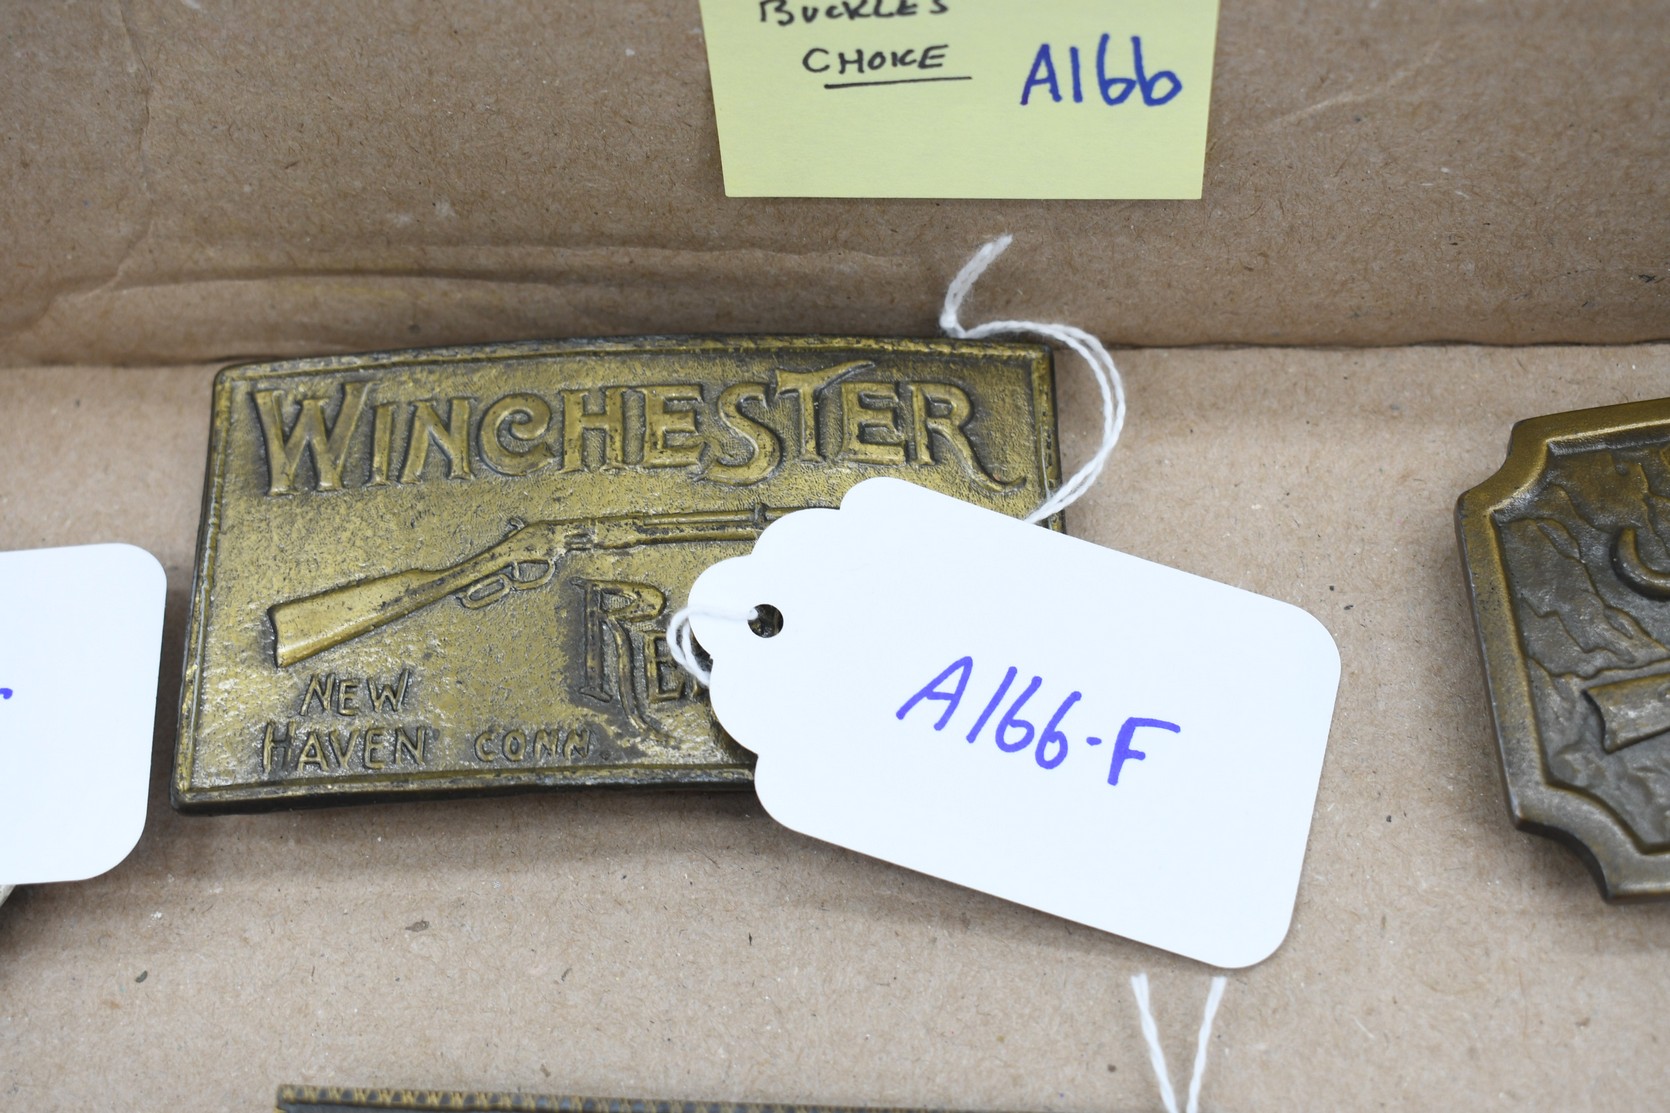 BUCKLES
CHOICE
A166
WINCHESTER
NEW
HAVEN CONN.
A166-F